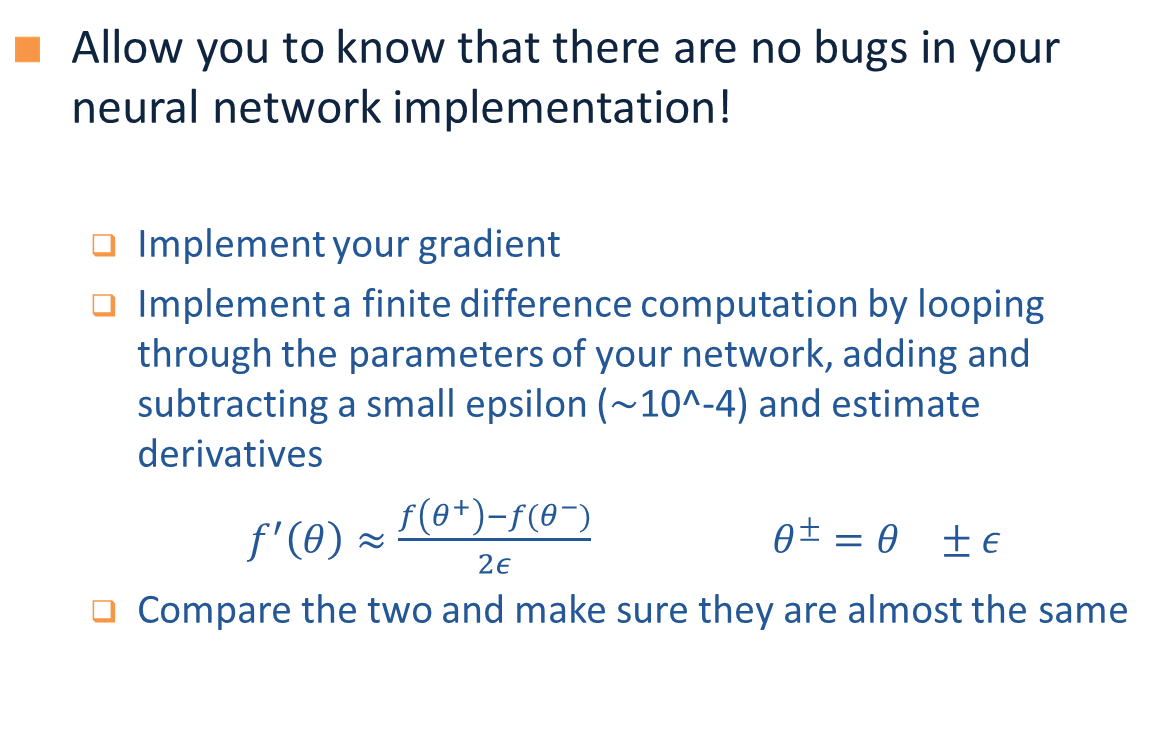 Allow you to know that there are no bugs in your
neural network implementation!
Implement your gradient
Implement a finite difference computation by looping
through the parameters of your network, adding and
subtracting a small epsilon (~10^-4) and estimate
derivatives
f′(θ) ≈ f(θ⁺)−f(θ⁻) / 2ϵ    θ^± = θ ± ϵ
Compare the two and make sure they are almost the same